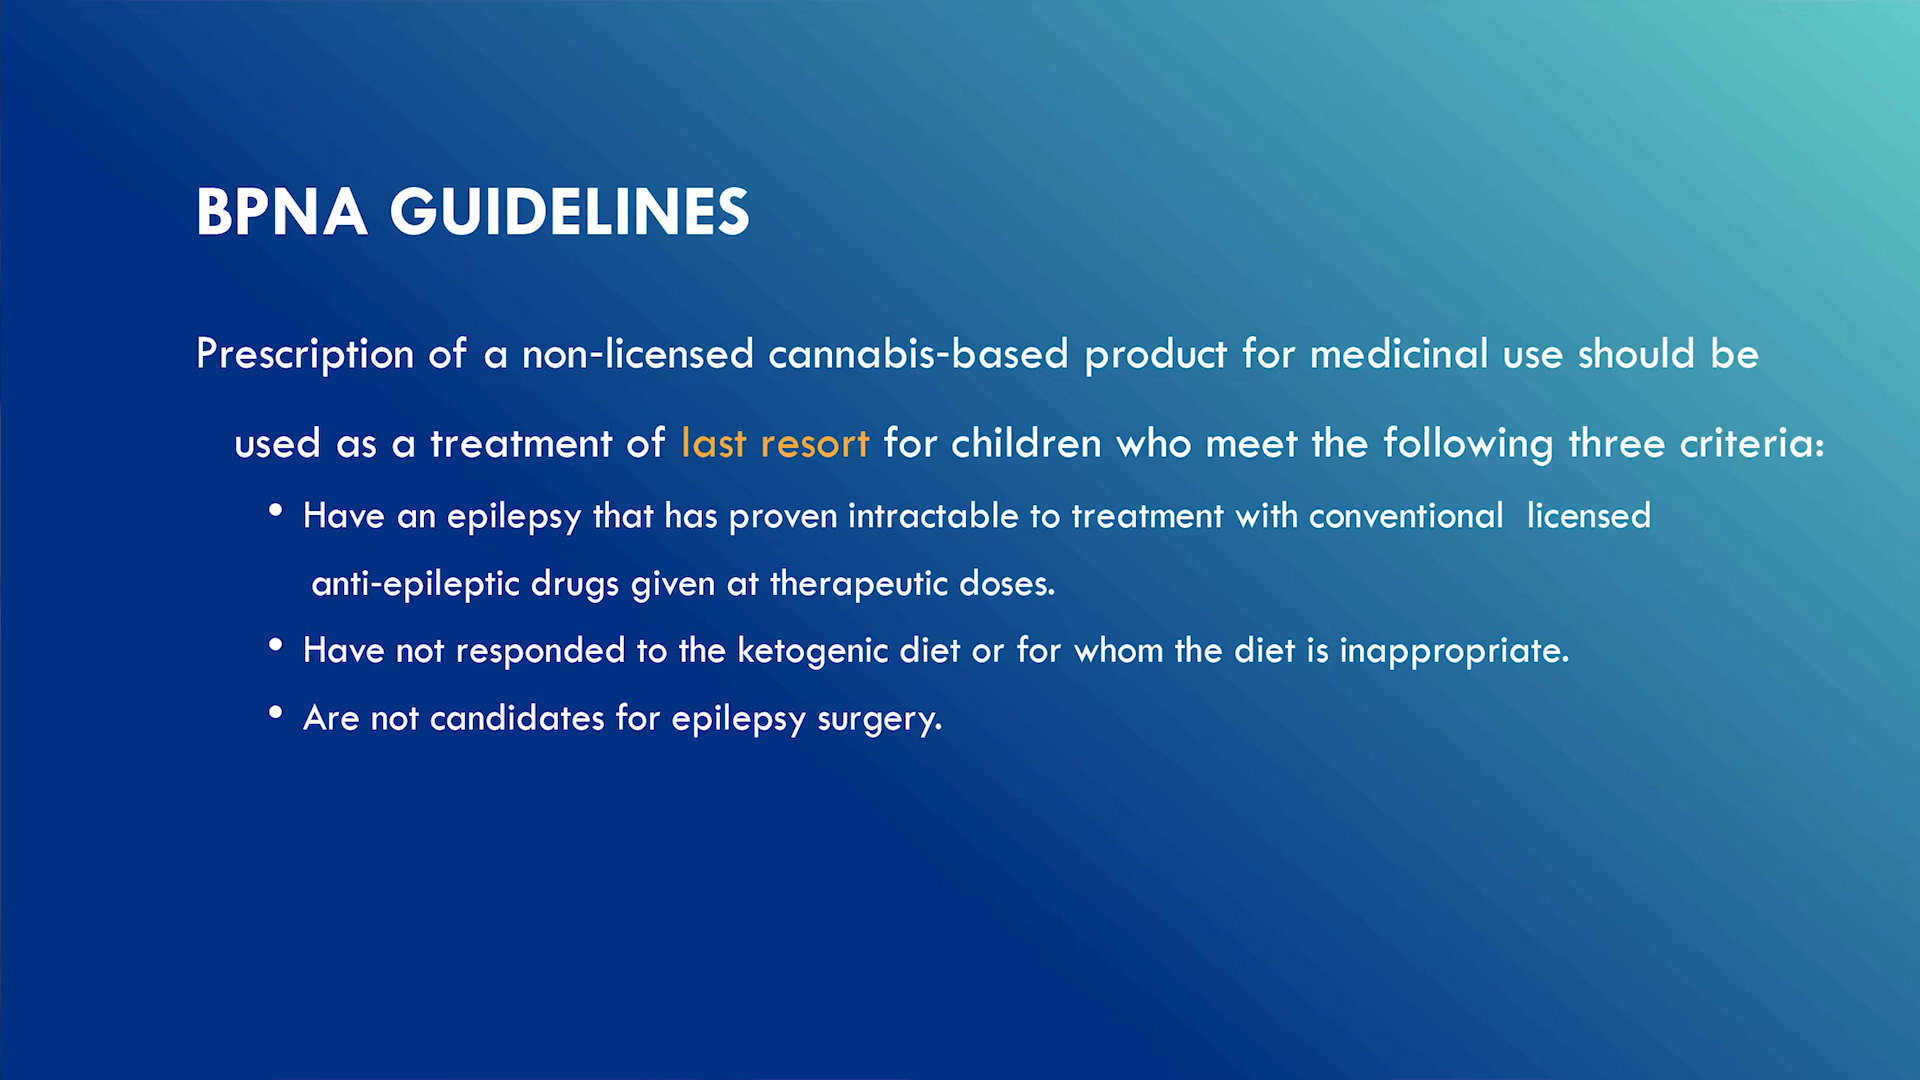 BPNA GUIDELINES
Prescription of a non-licensed cannabis-based product for medicinal use should be
used as a treatment of last resort for children who meet the following three criteria:
• Have an epilepsy that has proven intractable to treatment with conventional  licensed
anti-epileptic drugs given at therapeutic doses.
• Have not responded to the ketogenic diet or for whom the diet is inappropriate.
• Are not candidates for epilepsy surgery.